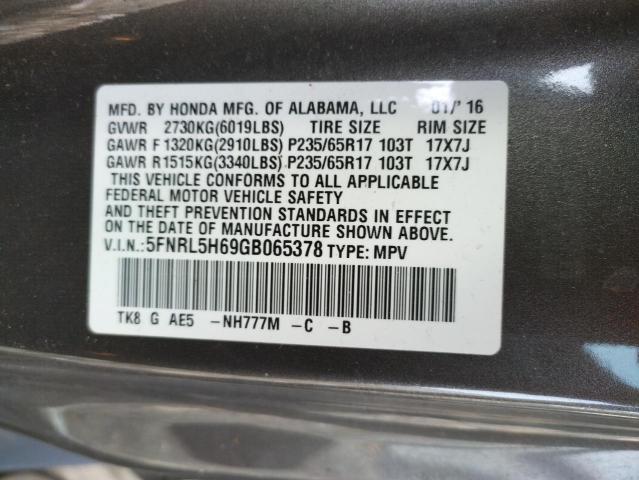 MFD. BY HONDA MFG. OF ALABAMA, LLC 01/'16
GVWR 2730KG(6019LBS) TIRE SIZE RIM SIZE
GAWR F 1320KG(2910LBS) P235/65R17 103T 17X7J
GAWR R1515KG(3340LBS) P235/65R17 103T 17X7J
THIS VEHICLE CONFORMS TO ALL APPLICABLE
FEDERAL MOTOR VEHICLE SAFETY
AND THEFT PREVENTION STANDARDS IN EFFECT
ON THE DATE OF MANUFACTURE SHOWN ABOVE.
V.I.N.:5FNRL5H69GB065378 TYPE: MPV
TK8 G AE5 -NH777M -C -B